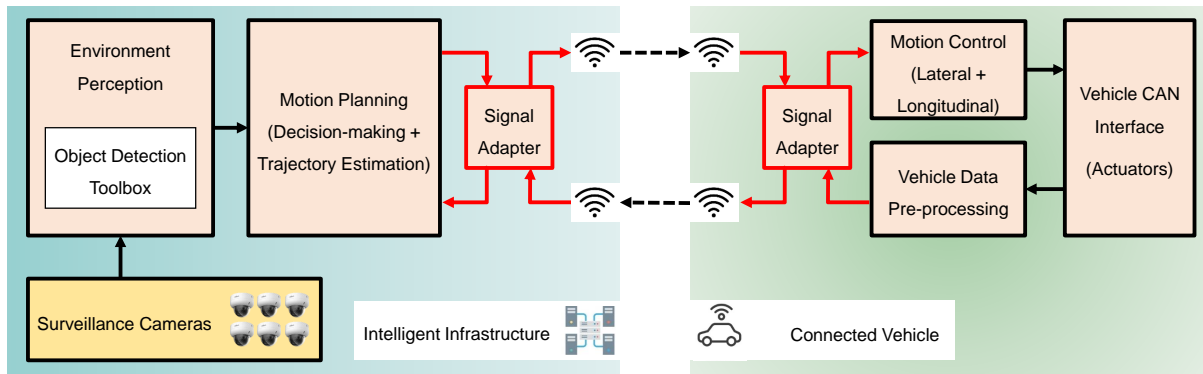 Environment
Perception
Object Detection
Toolbox
Surveillance Cameras
Motion Planning
(Decision-making +
Trajectory Estimation)
Signal
Adapter
Intelligent Infrastructure
Signal
Adapter
Motion Control
(Lateral +
Longitudinal)
Vehicle Data
Pre-processing
Vehicle CAN
Interface
(Actuators)
Connected Vehicle